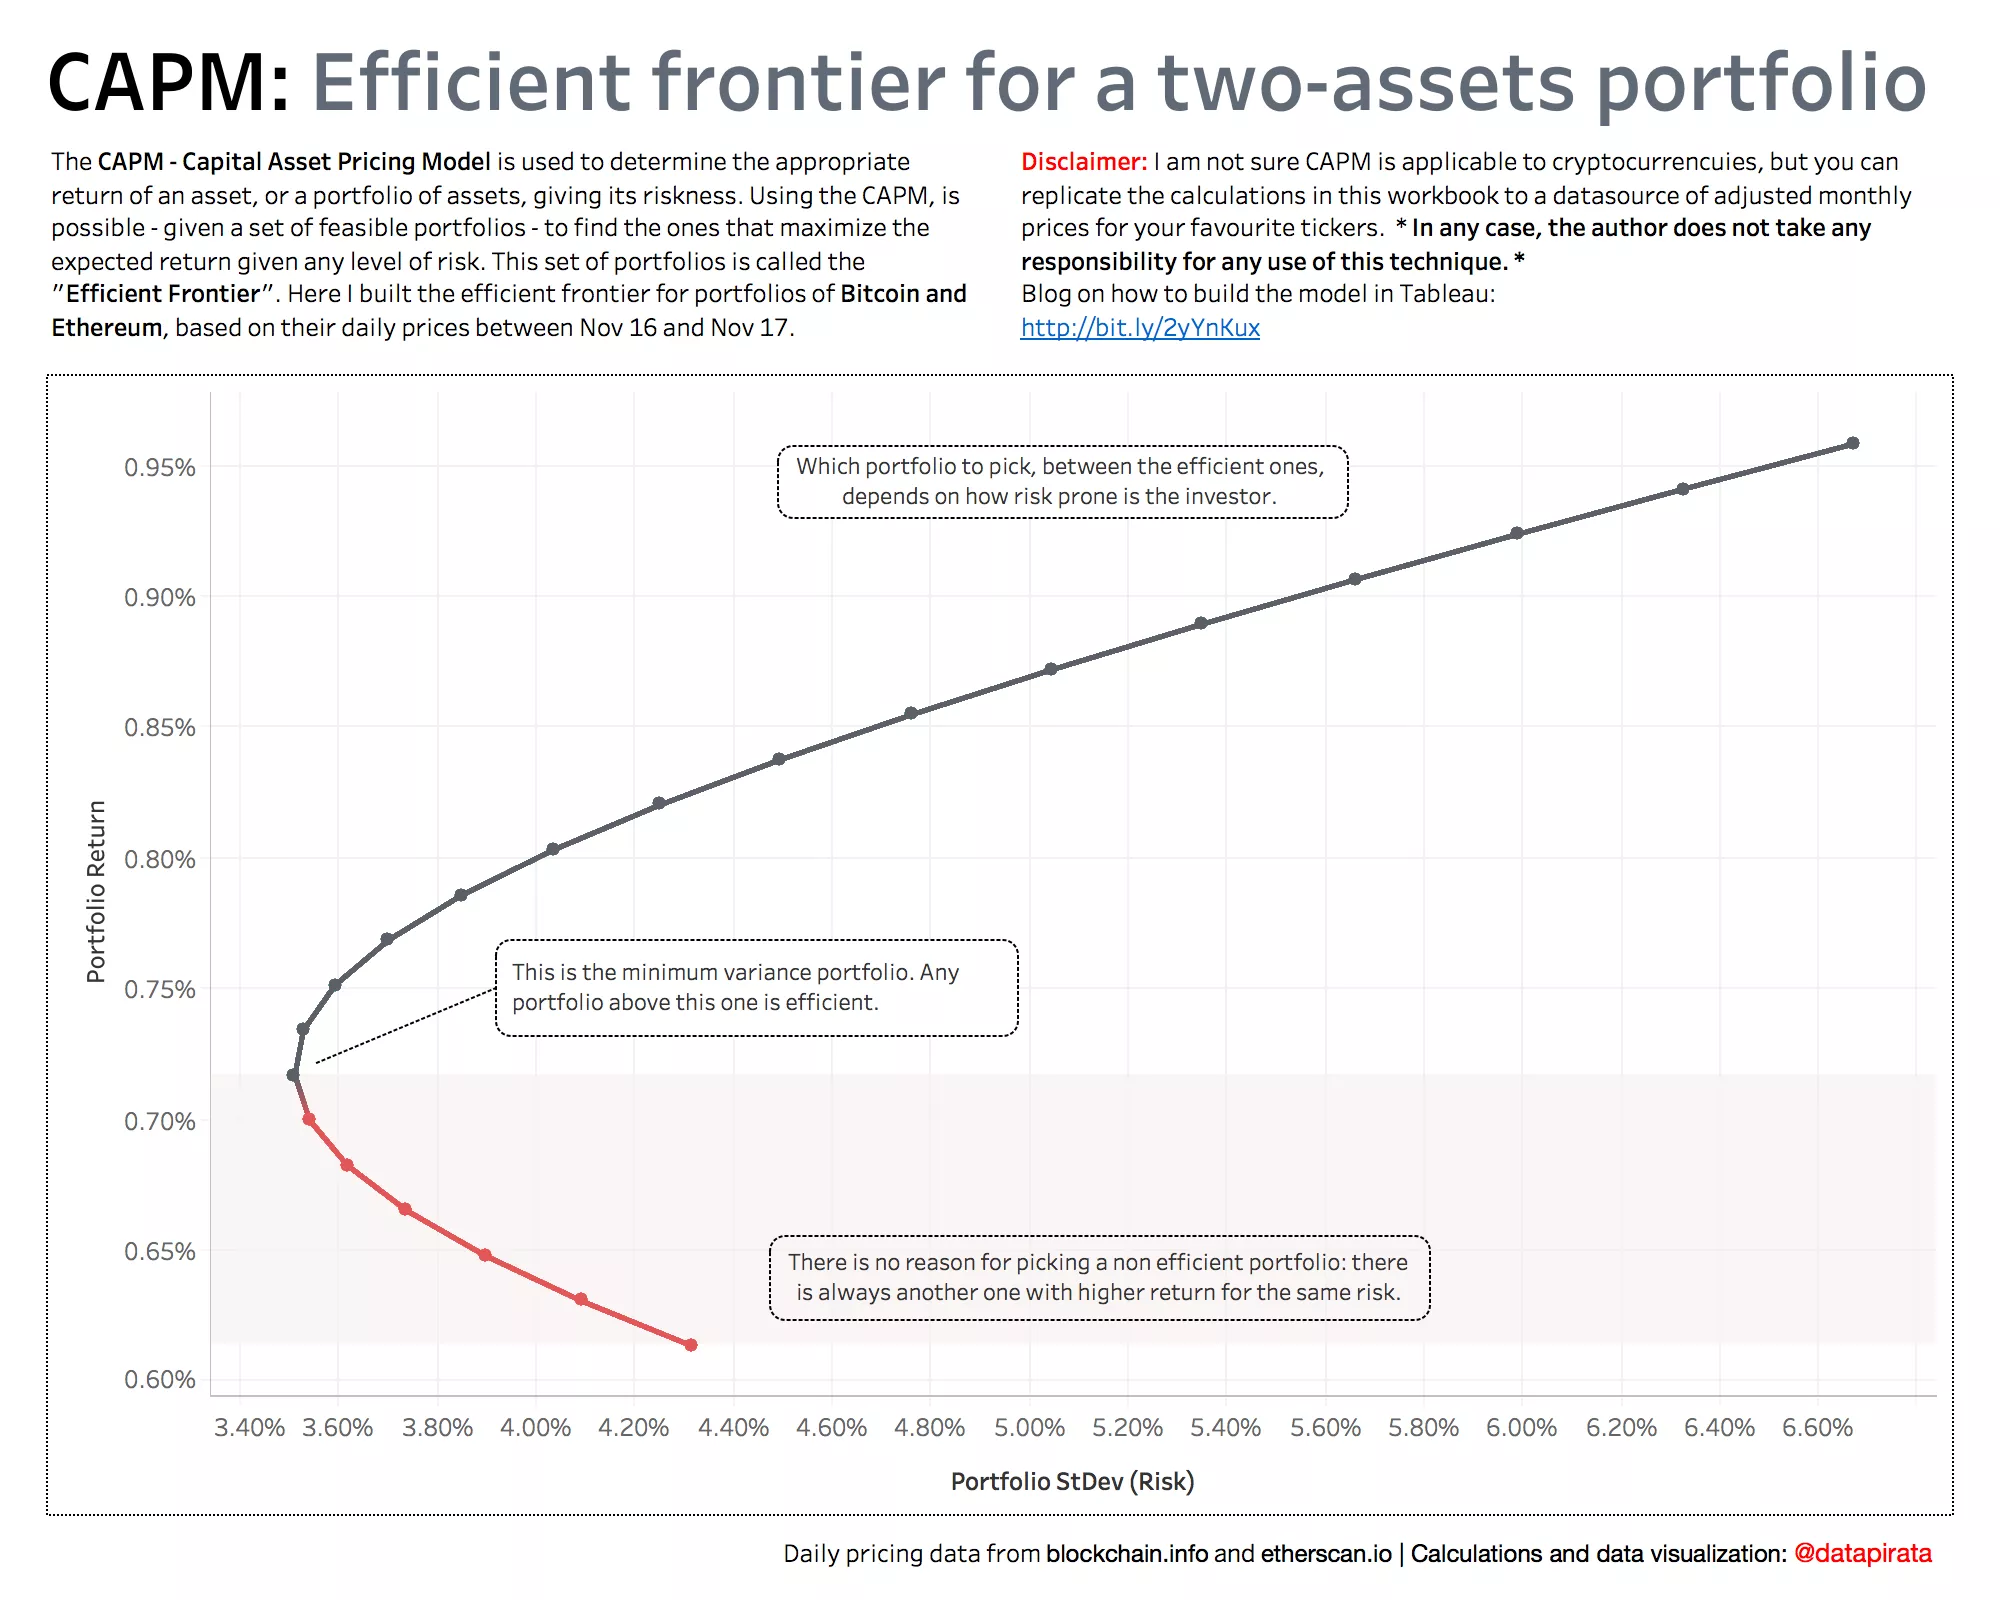 CAPM: Efficient frontier for a two-assets portfolio
The CAPM - Capital Asset Pricing Model is used to determine the appropriate
return of an asset, or a portfolio of assets, giving its riskness. Using the CAPM, is
possible - given a set of feasible portfolios - to find the ones that maximize the
expected return given any level of risk. This set of portfolios is called the
"Efficient Frontier". Here I built the efficient frontier for portfolios of Bitcoin and
Ethereum, based on their daily prices between Nov 16 and Nov 17.
Disclaimer: I am not sure CAPM is applicable to cryptocurrencuies, but you can
replicate the calculations in this workbook to a datasource of adjusted monthly
prices for your favourite tickers. * In any case, the author does not take any
responsibility for any use of this technique. *
Blog on how to build the model in Tableau:
http://bit.ly/2yYnKux
Portfolio Return
0.95%
0.90%
0.85%
0.80%
0.75%
0.70%
0.65%
0.60%
Which portfolio to pick, between the efficient ones,
depends on how risk prone is the investor.
This is the minimum variance portfolio. Any
portfolio above this one is efficient.
There is no reason for picking a non efficient portfolio: there
is always another one with higher return for the same risk.
3.40% 3.60% 3.80% 4.00% 4.20% 4.40% 4.60% 4.80% 5.00% 5.20% 5.40% 5.60% 5.80% 6.00% 6.20% 6.40% 6.60%
Portfolio StDev (Risk)
Daily pricing data from blockchain.info and etherscan.io | Calculations and data visualization: @datapirata